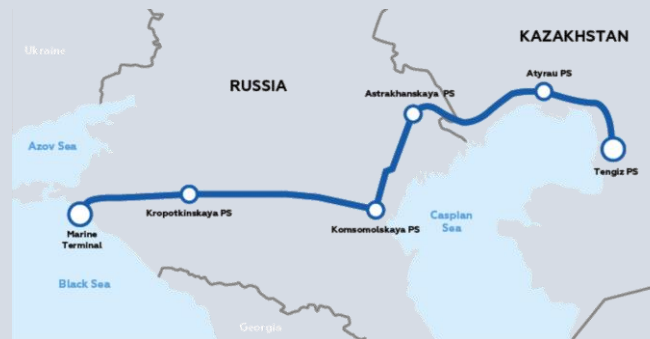 KAZAKHSTAN
Ukraine
Atyrau PS
RUSSIA
Astrakhanskaya PS
Azov Sea
Tengiz PS
Kropotkinskaya PS
Caspian
Sea
Komsomolskaya PS
Marine
Terminal
Black Sea
Georgia